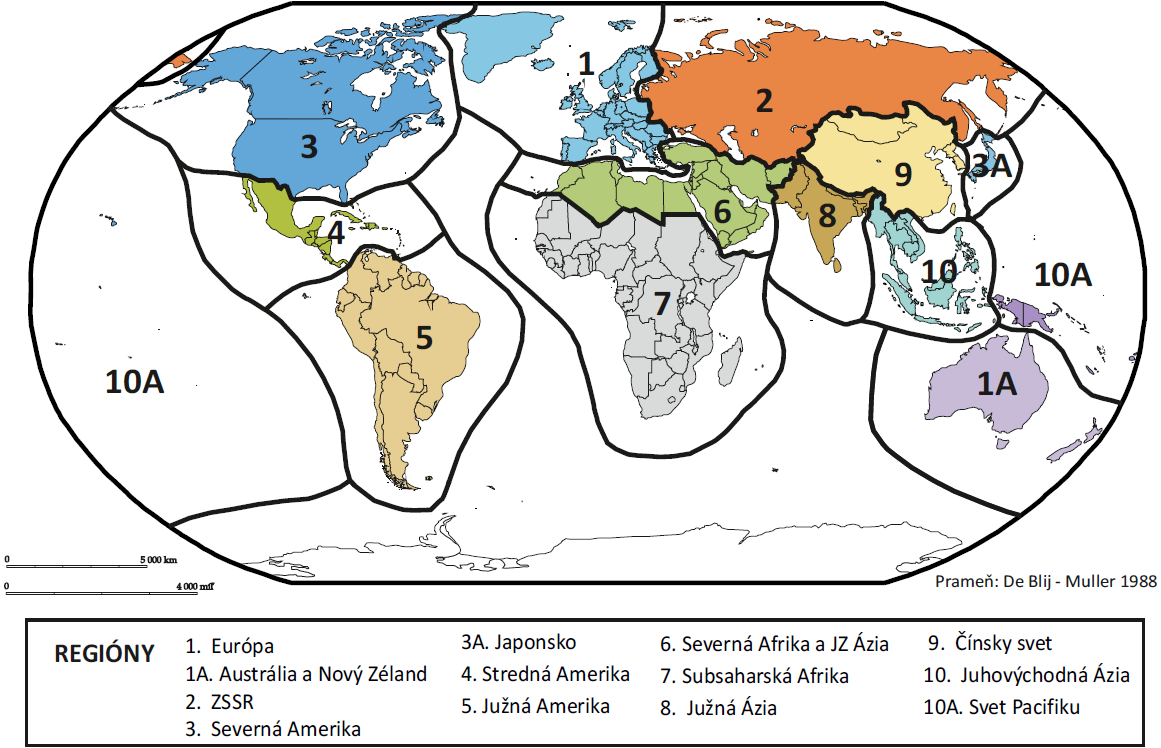 1
2
3
3A
9
6
8
4
10
10A
7
5
10A
1A
0 5 000 km
0 4 000 míľ
Prameň: De Blij - Muller 1988
REGIÓNY
1. Európa
1A. Austrália a Nový Zéland
2. ZSSR
3. Severná Amerika
3A. Japonsko
4. Stredná Amerika
5. Južná Amerika
6. Severná Afrika a JZ Ázia
7. Subsaharská Afrika
8. Južná Ázia
9. Čínsky svet
10. Juhovýchodná Ázia
10A. Svet Pacifiku